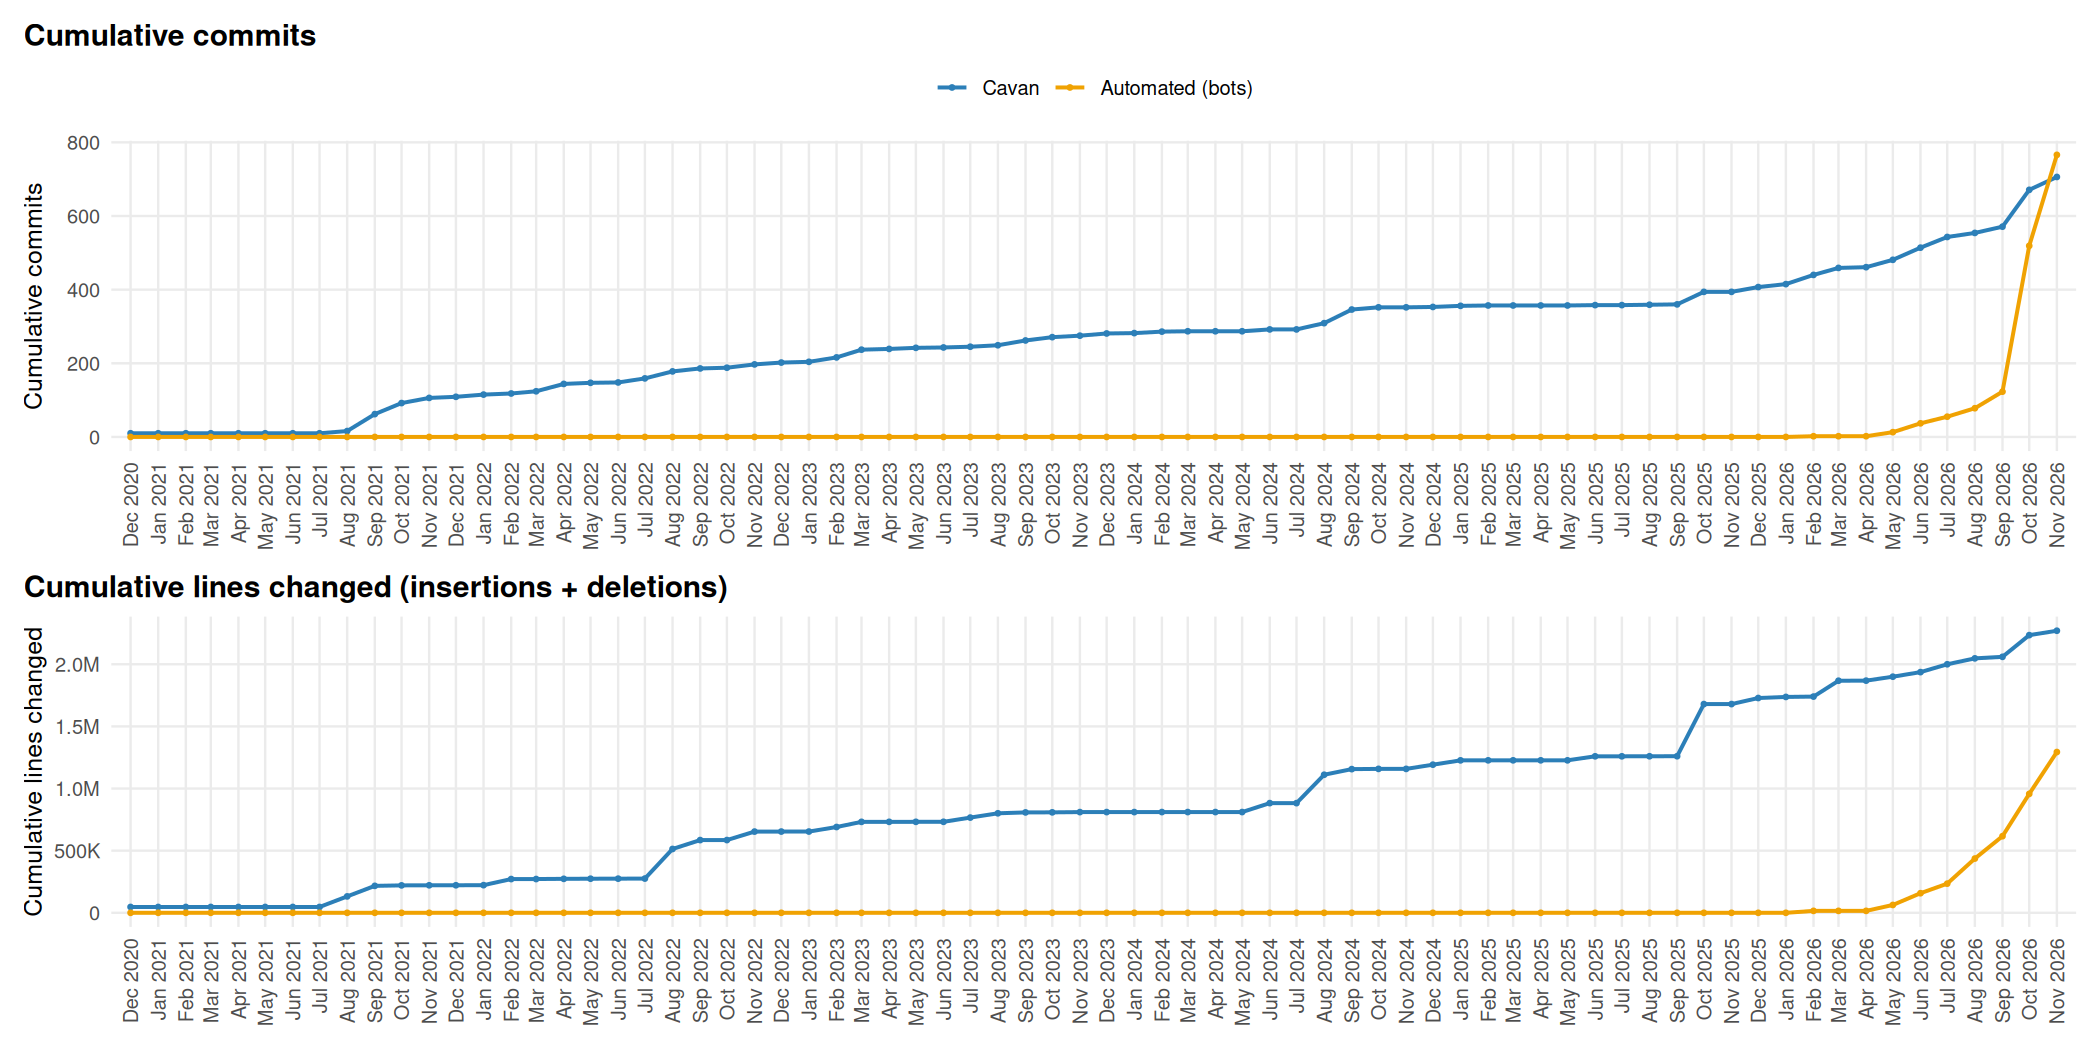 Cumulative commits
Cavan
Automated (bots)
Cumulative commits
800
600
400
200
0
Dec 2020
Jan 2021
Feb 2021
Mar 2021
Apr 2021
May 2021
Jun 2021
Jul 2021
Aug 2021
Sep 2021
Oct 2021
Nov 2021
Dec 2021
Jan 2022
Feb 2022
Mar 2022
Apr 2022
May 2022
Jun 2022
Jul 2022
Aug 2022
Sep 2022
Oct 2022
Nov 2022
Dec 2022
Jan 2023
Feb 2023
Mar 2023
Apr 2023
May 2023
Jun 2023
Jul 2023
Aug 2023
Sep 2023
Oct 2023
Nov 2023
Dec 2023
Jan 2024
Feb 2024
Mar 2024
Apr 2024
May 2024
Jun 2024
Jul 2024
Aug 2024
Sep 2024
Oct 2024
Nov 2024
Dec 2024
Jan 2025
Feb 2025
Mar 2025
Apr 2025
May 2025
Jun 2025
Jul 2025
Aug 2025
Sep 2025
Oct 2025
Nov 2025
Dec 2025
Jan 2026
Feb 2026
Mar 2026
Apr 2026
May 2026
Jun 2026
Jul 2026
Aug 2026
Sep 2026
Oct 2026
Nov 2026
Cumulative lines changed (insertions + deletions)
Cumulative lines changed
2.0M
1.5M
1.0M
500K
0
Dec 2020
Jan 2021
Feb 2021
Mar 2021
Apr 2021
May 2021
Jun 2021
Jul 2021
Aug 2021
Sep 2021
Oct 2021
Nov 2021
Dec 2021
Jan 2022
Feb 2022
Mar 2022
Apr 2022
May 2022
Jun 2022
Jul 2022
Aug 2022
Sep 2022
Oct 2022
Nov 2022
Dec 2022
Jan 2023
Feb 2023
Mar 2023
Apr 2023
May 2023
Jun 2023
Jul 2023
Aug 2023
Sep 2023
Oct 2023
Nov 2023
Dec 2023
Jan 2024
Feb 2024
Mar 2024
Apr 2024
May 2024
Jun 2024
Jul 2024
Aug 2024
Sep 2024
Oct 2024
Nov 2024
Dec 2024
Jan 2025
Feb 2025
Mar 2025
Apr 2025
May 2025
Jun 2025
Jul 2025
Aug 2025
Sep 2025
Oct 2025
Nov 2025
Dec 2025
Jan 2026
Feb 2026
Mar 2026
Apr 2026
May 2026
Jun 2026
Jul 2026
Aug 2026
Sep 2026
Oct 2026
Nov 2026